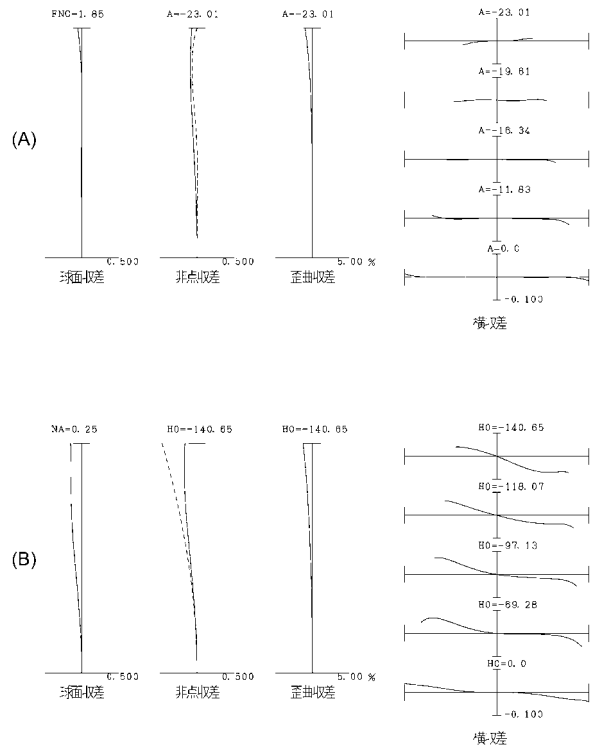 (A)
FNO=1.85
0.500
球面収差
A=-23.01
0.500
非点収差
A=-23.01
5.00 %
歪曲収差
A=-23.01
A=-19.81
A=-16.34
A=-11.83
A=0.0
-0.100
横収差
(B)
NA=0.25
0.500
球面収差
H0=-140.65
0.500
非点収差
H0=-140.65
5.00 %
歪曲収差
H0=-140.65
H0=-118.07
H0=-97.13
H0=-69.28
H0=0.0
-0.100
横収差